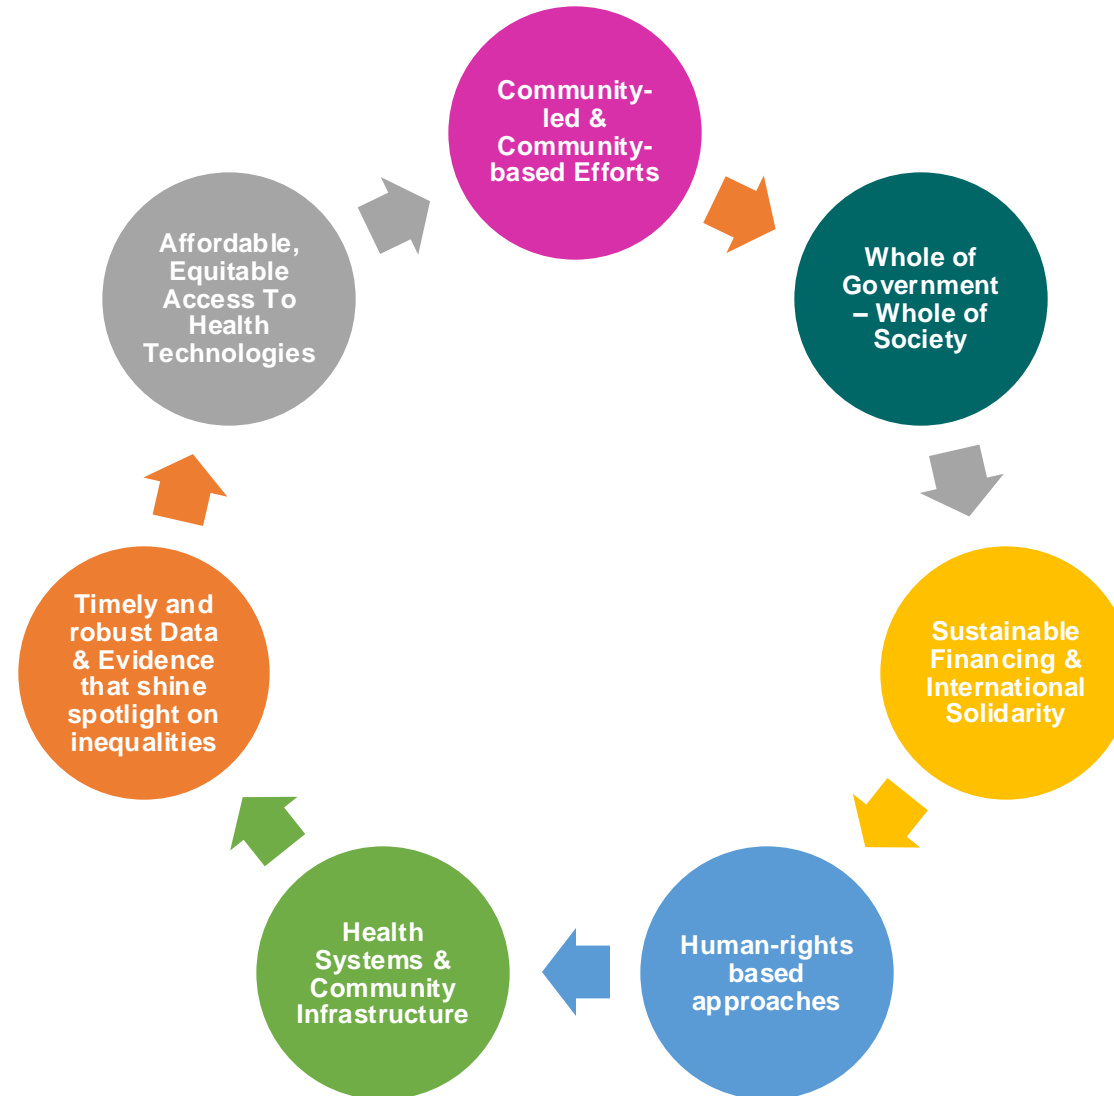 Community-
led &
Community-
based Efforts
Whole of
Government
– Whole of
Society
Sustainable
Financing &
International
Solidarity
Human-rights
based
approaches
Health
Systems &
Community
Infrastructure
Timely and
robust Data
& Evidence
that shine
spotlight on
inequalities
Affordable,
Equitable
Access To
Health
Technologies